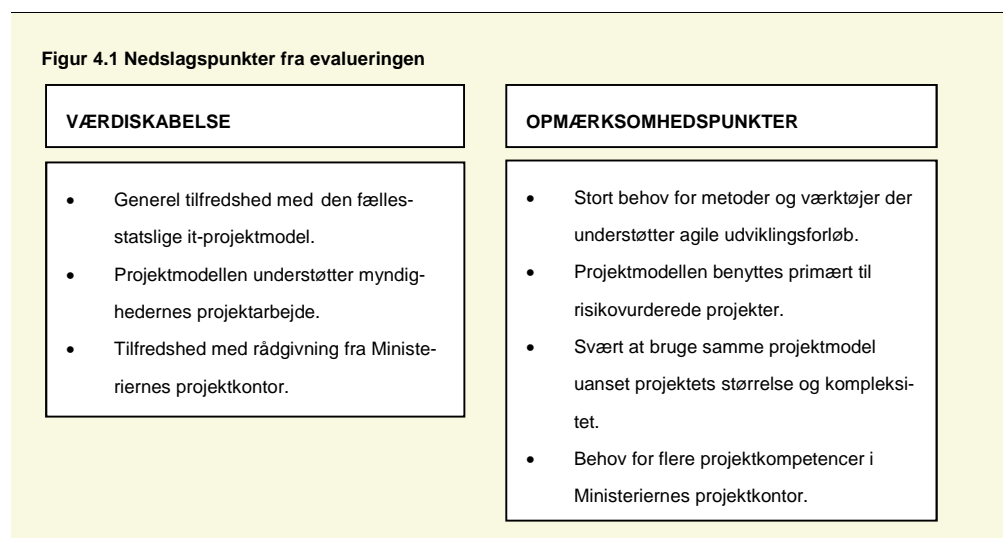 Figur 4.1 Nedslagspunkter fra evalueringen
VÆRDISKABELSE
• Generel tilfredshed med den fælles-
statslige it-projektmodel.
• Projektmodellen understøtter myndig-
hedernes projektarbejde.
• Tilfredshed med rådgivning fra Ministe-
riernes projektkontor.
OPMÆRKSOMHEDSPUNKTER
• Stort behov for metoder og værktøjer der
understøtter agile udviklingsforløb.
• Projektmodellen benyttes primært til
risikovurderede projekter.
• Svært at bruge samme projektmodel
uanset projektets størrelse og kompleksi-
tet.
• Behov for flere projektkompetencer i
Ministeriernes projektkontor.